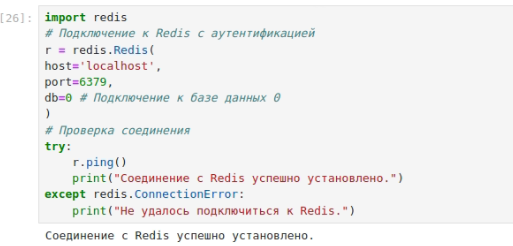 [26]:
import redis
# Подключение к Redis с аутентификацией
r = redis.Redis(
host='localhost',
port=6379,
db=0 # Подключение к базе данных 0
)
# Проверка соединения
try:
    r.ping()
    print("Соединение с Redis успешно установлено.")
except redis.ConnectionError:
    print("Не удалось подключиться к Redis.")
Соединение с Redis успешно установлено.